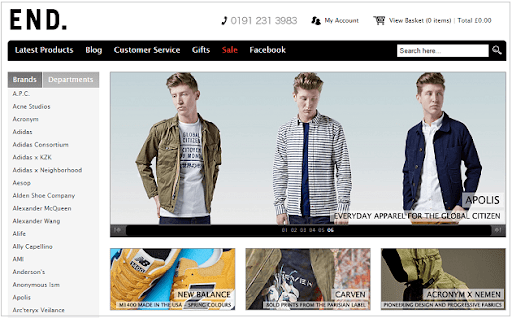 END.
0191 231 3983
My Account
View Basket (0 items) | Total £0.00
Latest Products Blog Customer Service Gifts Sale Facebook
Search here...
Brands Departments
A.P.C.
Acne Studios
Acronym
Adidas
Adidas Consortium
Adidas x KZK
Adidas x Neighborhood
Aesop
Alden Shoe Company
Alexander McQueen
Alexander Wang
Alife
Ally Capellino
AMI
Anderson's
Anonymous Ism
Apolis
Arc'teryx Veilance
GLOBAL
CITIZEN
APOLIS
EVERYDAY APPAREL FOR THE GLOBAL CITIZEN
01 02 03 04 05 06
NEW BALANCE
M1400 MADE IN THE USA - SPRING COLOURS
CARVEN
BOLD PRINTS FROM THE PARISIAN LABEL
ACRONYM X NEMEN
PIONEERING DESIGN AND PROGRESSIVE FABRICS